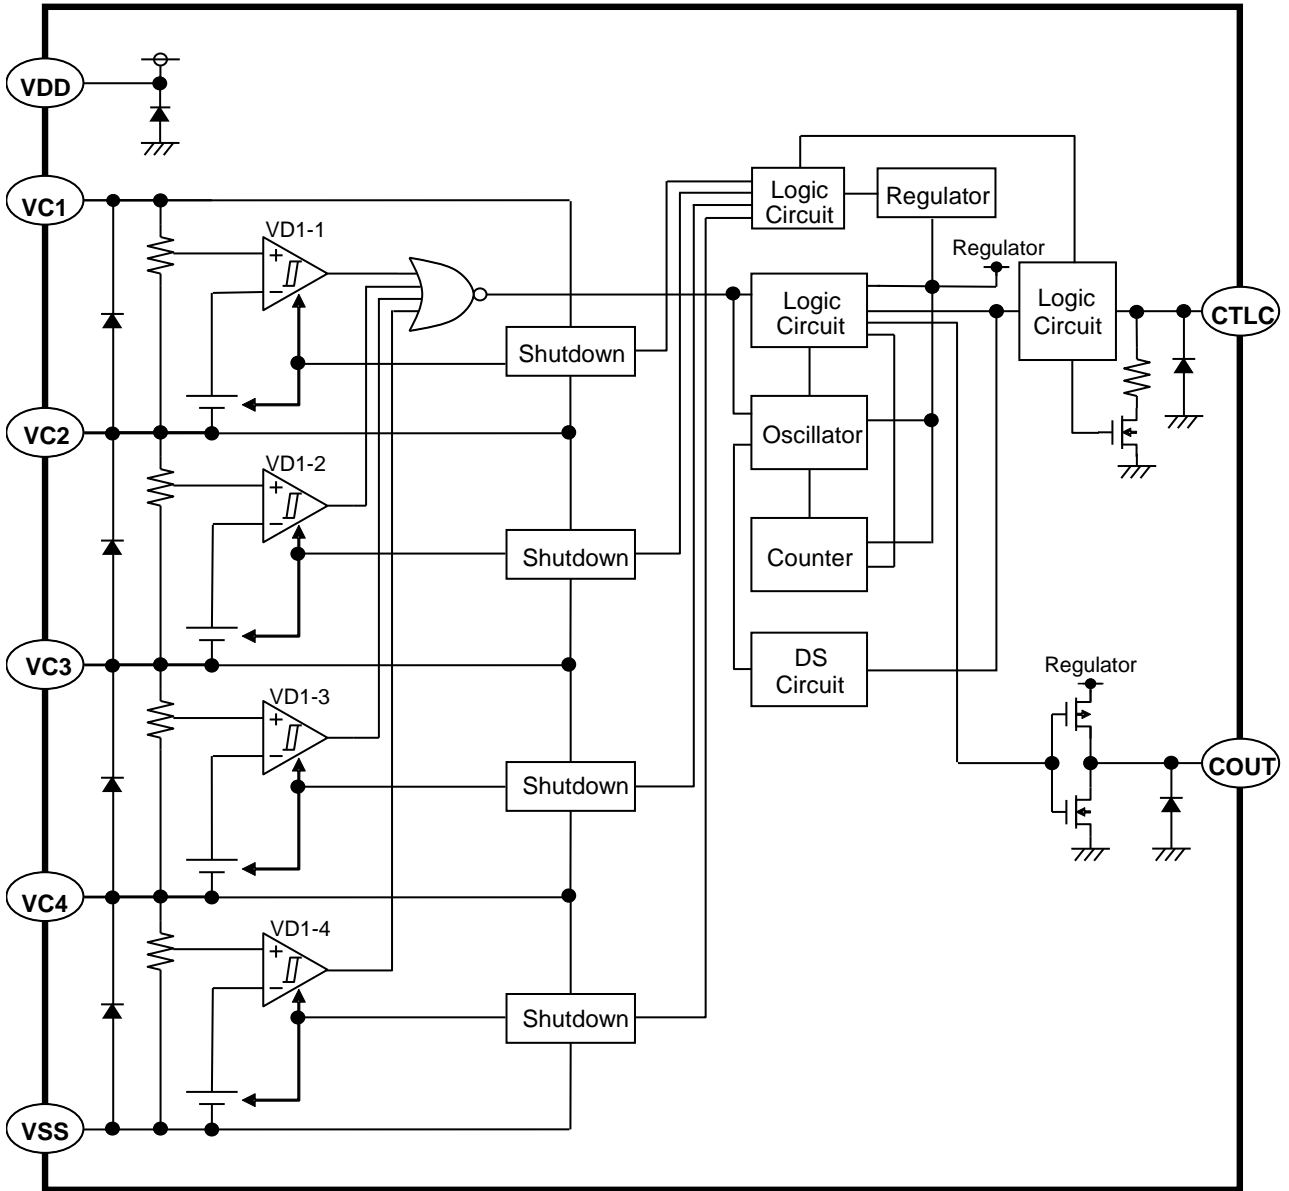 VDD
VC1
VD1-1
Logic
Circuit
Regulator
Regulator
Logic
Circuit
Logic
Circuit
CTLC
Shutdown
VC2
Oscillator
VD1-2
Shutdown
Counter
VC3
DS
Circuit
Regulator
VD1-3
Shutdown
COUT
VC4
VD1-4
Shutdown
VSS